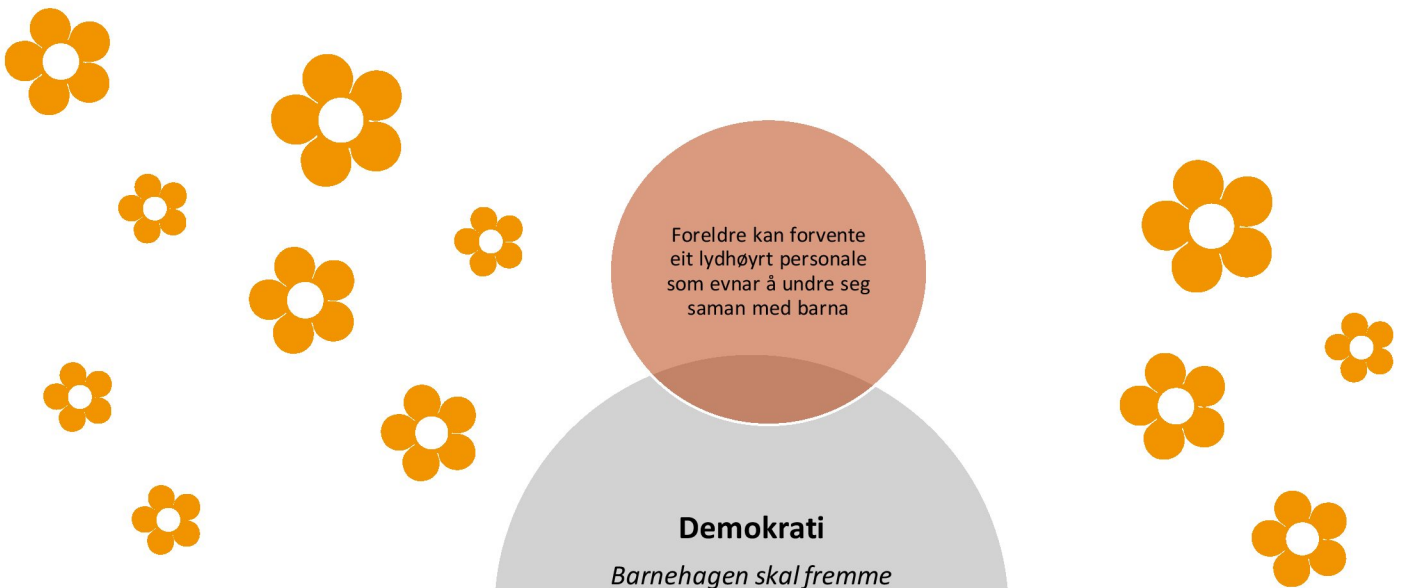 Foreldre kan forvente
eit lydhøyrt personale
som evnar å undre seg
saman med barna
Demokrati
Barnehagen skal fremme